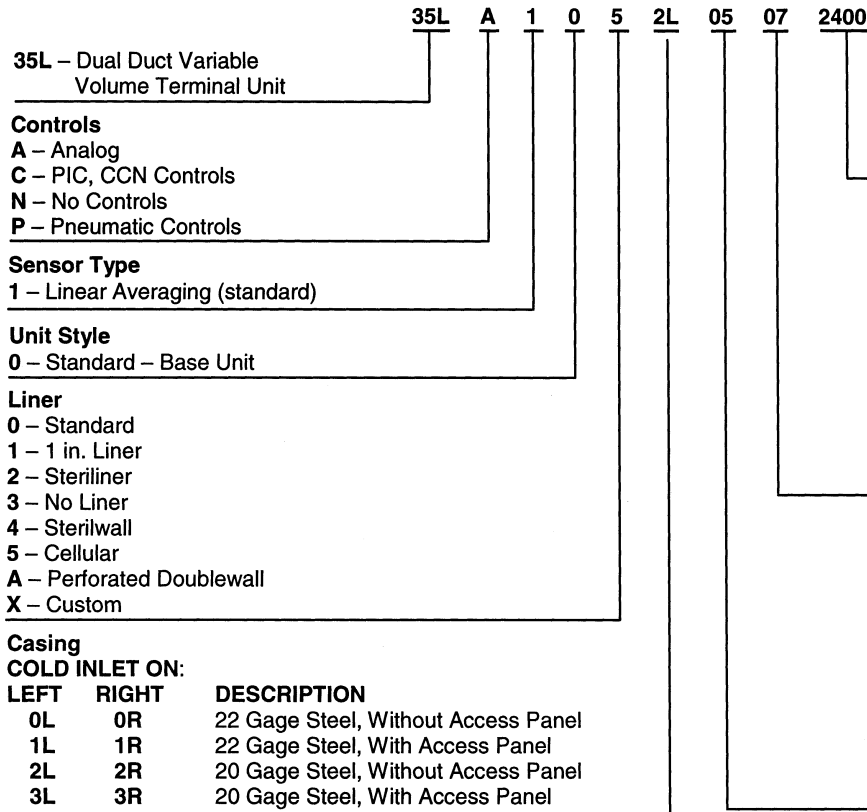 35L A 1 0 5 2L 05 07 2400
35L – Dual Duct Variable
Volume Terminal Unit
Controls
A – Analog
C – PIC, CCN Controls
N – No Controls
P – Pneumatic Controls
Sensor Type
1 – Linear Averaging (standard)
Unit Style
0 – Standard – Base Unit
Liner
0 – Standard
1 – 1 in. Liner
2 – Steriliner
3 – No Liner
4 – Sterilwall
5 – Cellular
A – Perforated Doublewall
X – Custom
Casing
COLD INLET ON:
LEFT RIGHT DESCRIPTION
0L 0R 22 Gage Steel, Without Access Panel
1L 1R 22 Gage Steel, With Access Panel
2L 2R 20 Gage Steel, Without Access Panel
3L 3R 20 Gage Steel, With Access Panel